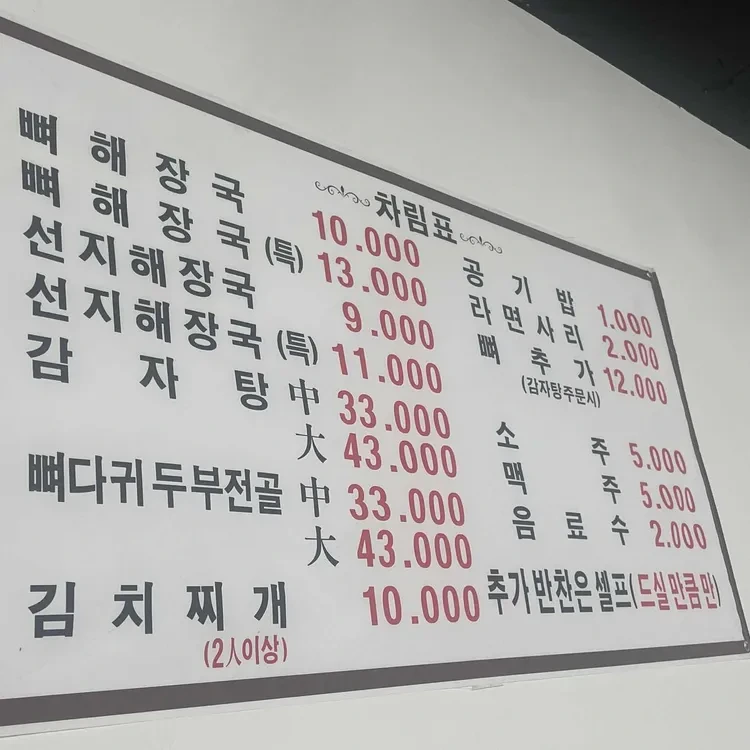 차림표
뼈해장국 10.000
뼈해장국(특) 13.000
선지해장국 9.000
선지해장국(특) 11.000
감자탕 中 33.000
大 43.000
뼈다귀두부전골 中 33.000
大 43.000
김치찌개 10.000
(2人이상)
공기밥 1.000
라면사리 2.000
뼈추가 12.000
(감자탕주문시)
소주 5.000
맥주 5.000
음료수 2.000
추가반찬은 셀프(드실만큼만)